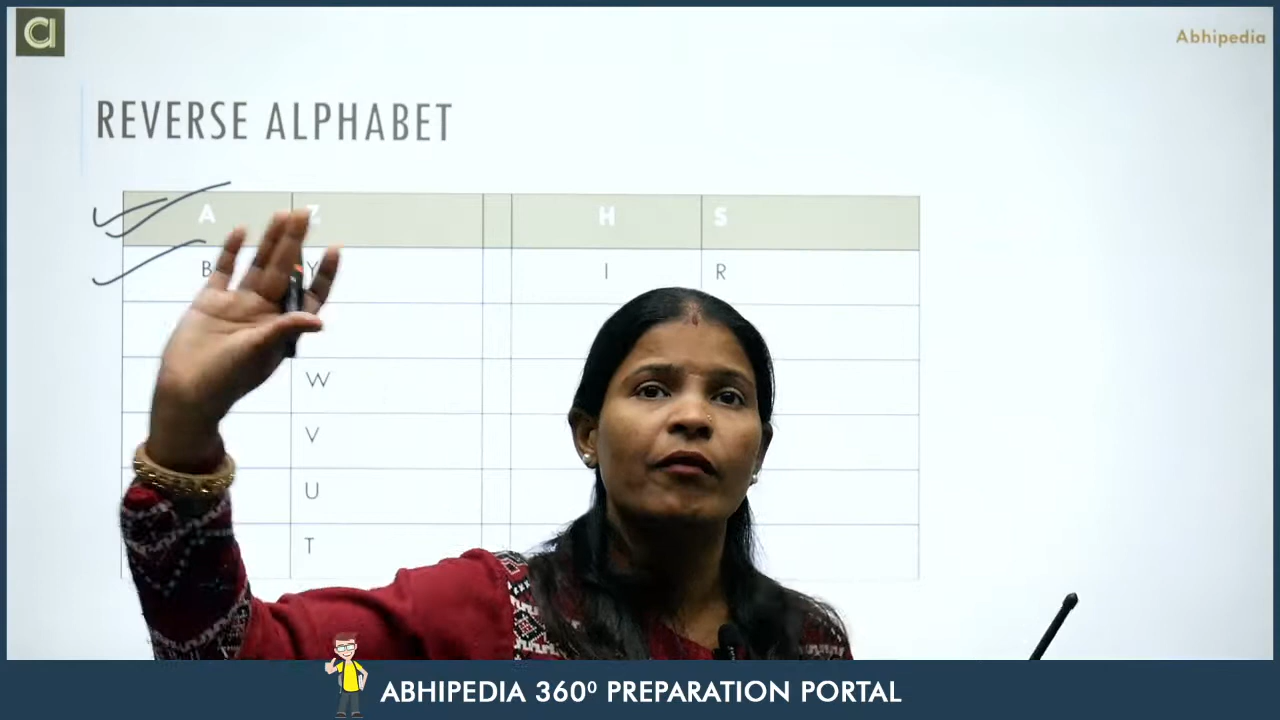 Abhipedia
REVERSE ALPHABET
A Z H S
B Y I R
W
V
U
T
ABHIPEDIA 360⁰ PREPARATION PORTAL